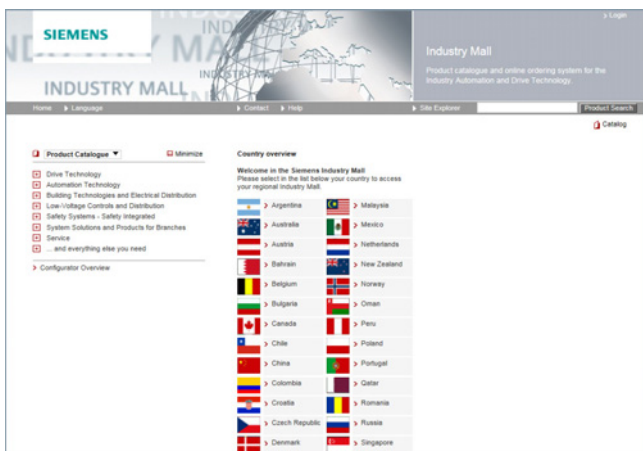 SIEMENS
INDUSTRY MALL
> Login
Industry Mall
Product catalogue and online ordering system for the
Industry Automation and Drive Technology.
Home Language Contact Help Site Explorer Product Search
Catalog
Product Catalogue Minimize
Drive Technology
Automation Technology
Building Technologies and Electrical Distribution
Low-Voltage Controls and Distribution
Safety Systems - Safety Integrated
System Solutions and Products for Branches
Service
... and everything else you need
Configurator Overview
Country overview
Welcome in the Siemens Industry Mall
Please select in the list below your country to access
your regional Industry Mall.
Argentina Malaysia
Australia Mexico
Austria Netherlands
Bahrain New Zealand
Belgium Norway
Bulgaria Oman
Canada Peru
Chile Poland
China Portugal
Colombia Qatar
Croatia Romania
Czech Republic Russia
Denmark Singapore